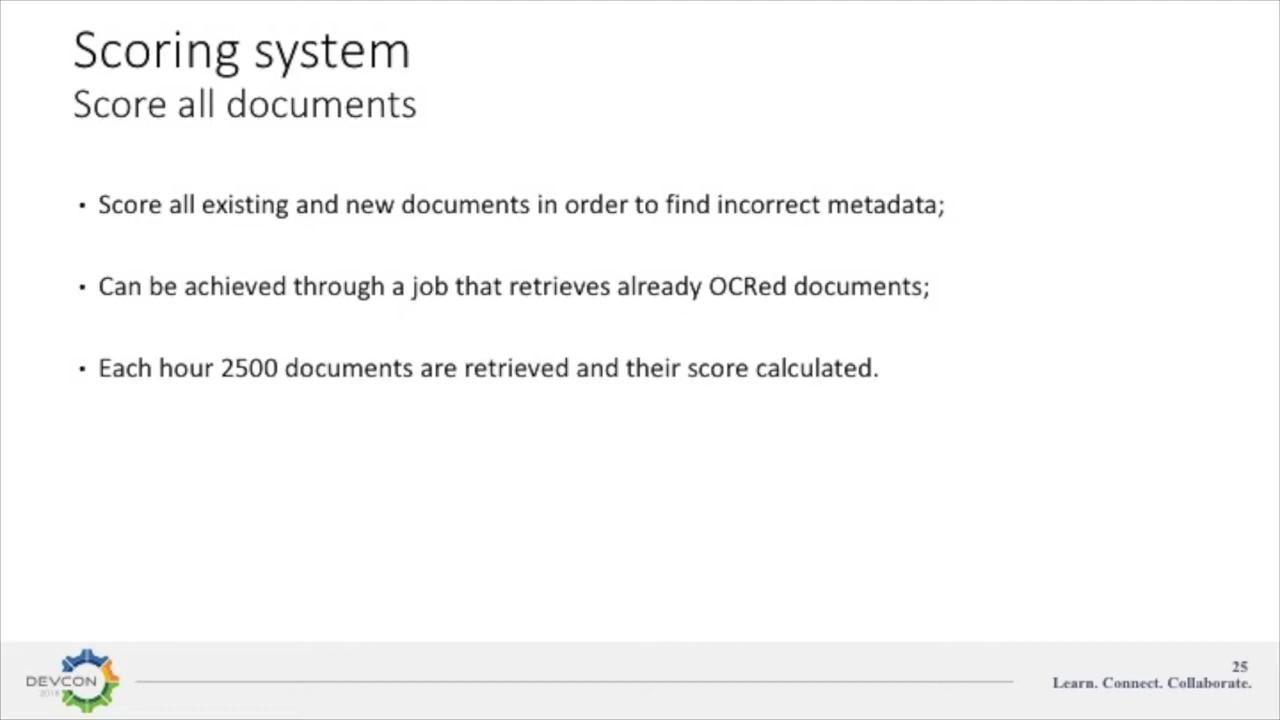 Scoring system
Score all documents
• Score all existing and new documents in order to find incorrect metadata;
• Can be achieved through a job that retrieves already OCRed documents;
• Each hour 2500 documents are retrieved and their score calculated.
DEVCON
25
Learn. Connect. Collaborate.